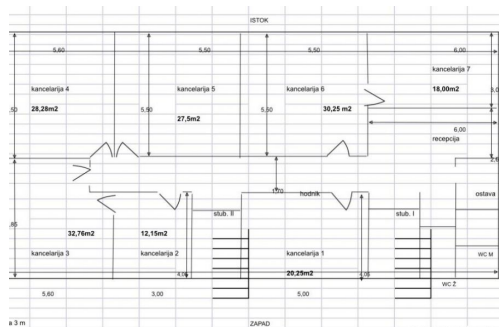 ISTOK
5,60 5,50 5,50 6,00
kancelarija 7
kancelarija 4 kancelarija 5 kancelarija 6 18,00m2
28,28m2 5,50 5,50 30,25 m2
27,5m2
6,00
recepcija
1,70
hodnik ostava
stub. II stub. I
32,76m2 12,15m2
kancelarija 3 kancelarija 2 kancelarija 1 WC M
20,25m2
WC Ž
5,60 3,00 5,00
a 3 m ZAPAD